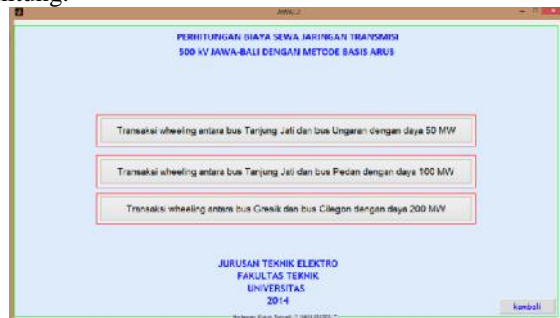 PERHITUNGAN BIAYA SEWA JARINGAN TRANSMISI
500 kV JAWA-BALI DENGAN METODE BASIS ARUS
Transaksi wheeling antara bus Tanjung Jati dan bus Ungaran dengan daya 50 MW
Transaksi wheeling antara bus Tanjung Jati dan bus Pedan dengan daya 100 MW
Transaksi wheeling antara bus Gresik dan bus Cilegon dengan daya 200 MW
JURUSAN TEKNIK ELEKTRO
FAKULTAS TEKNIK
UNIVERSITAS
2014
kembali